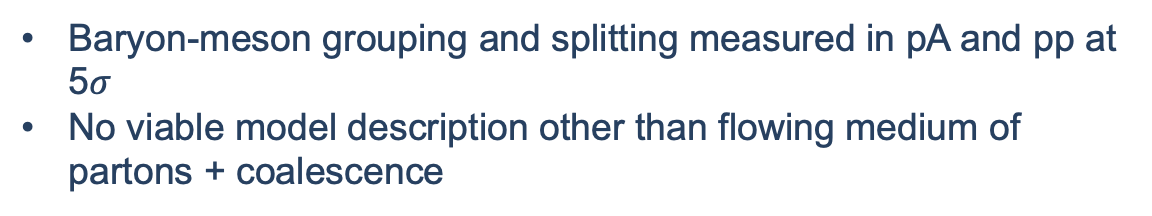 • Baryon-meson grouping and splitting measured in pA and pp at
5σ
• No viable model description other than flowing medium of
partons + coalescence